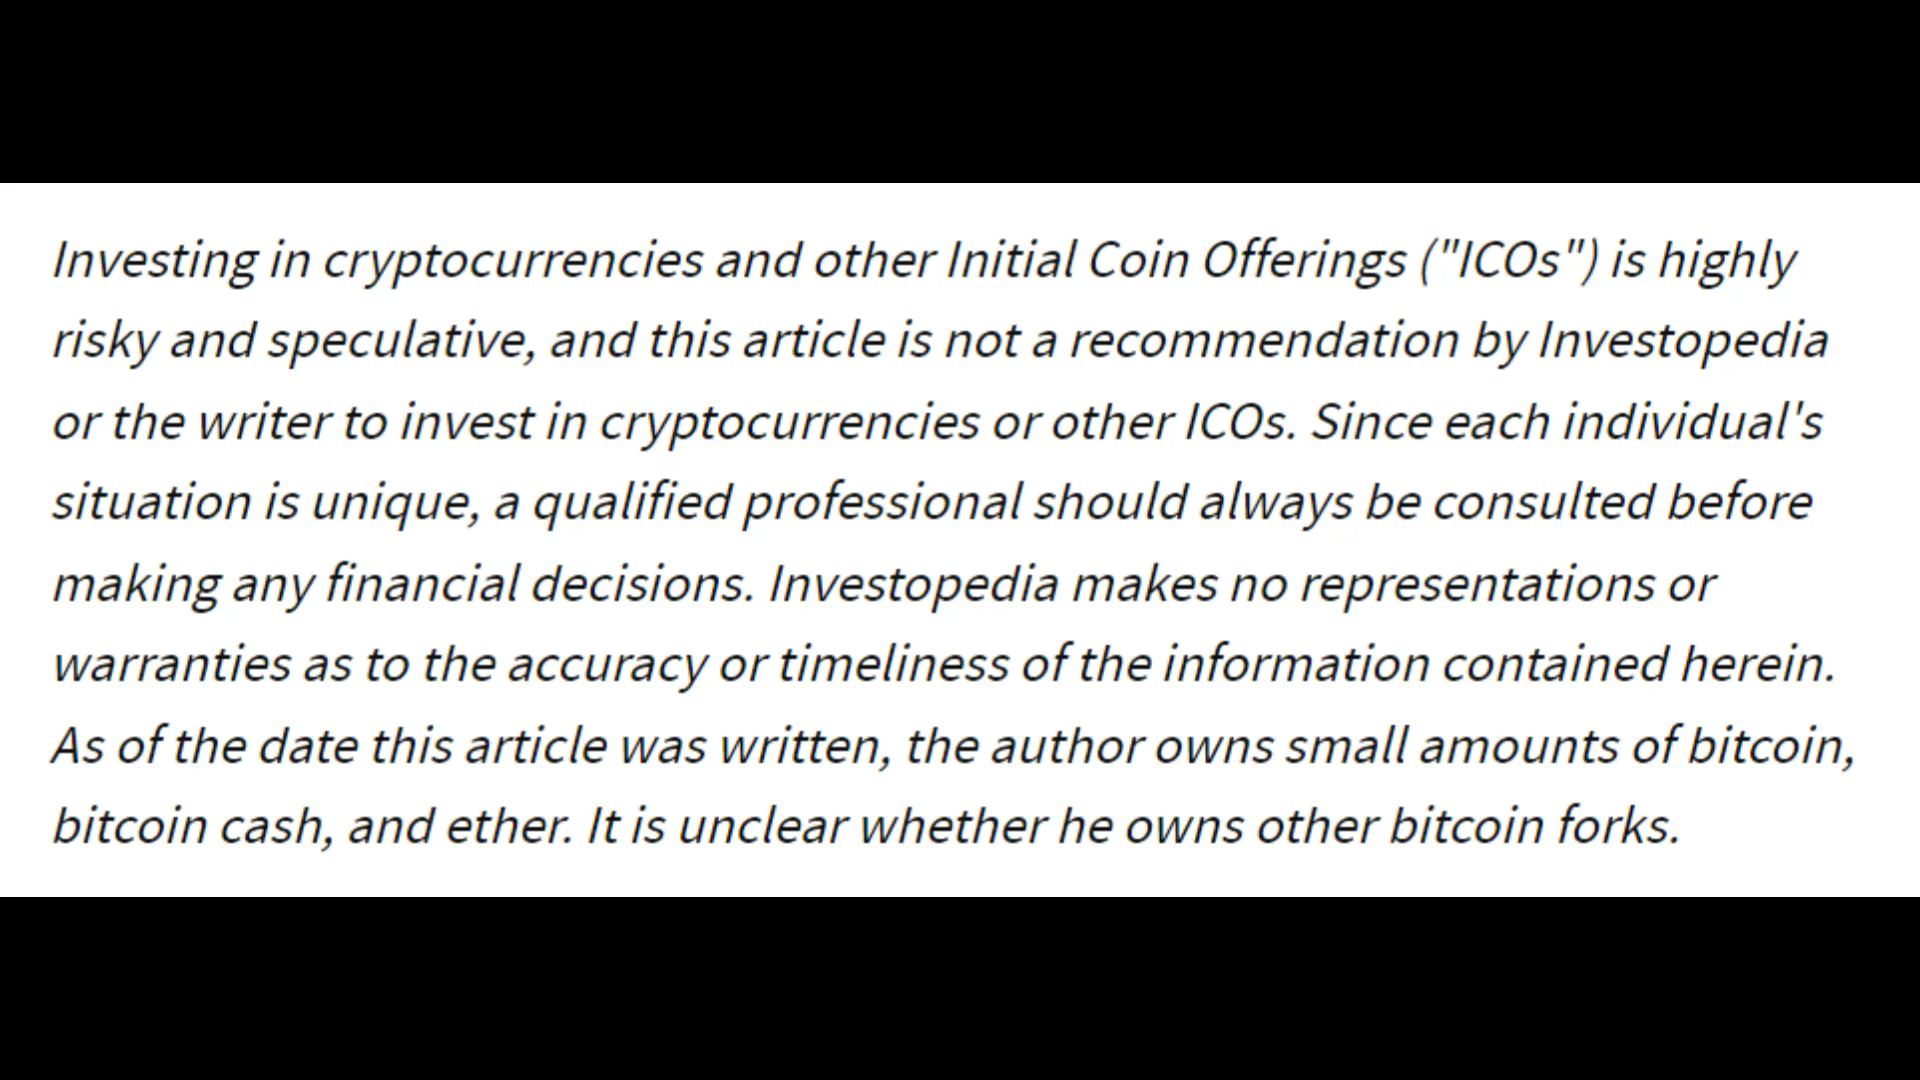 Investing in cryptocurrencies and other Initial Coin Offerings ("ICOs") is highly
risky and speculative, and this article is not a recommendation by Investopedia
or the writer to invest in cryptocurrencies or other ICOs. Since each individual's
situation is unique, a qualified professional should always be consulted before
making any financial decisions. Investopedia makes no representations or
warranties as to the accuracy or timeliness of the information contained herein.
As of the date this article was written, the author owns small amounts of bitcoin,
bitcoin cash, and ether. It is unclear whether he owns other bitcoin forks.